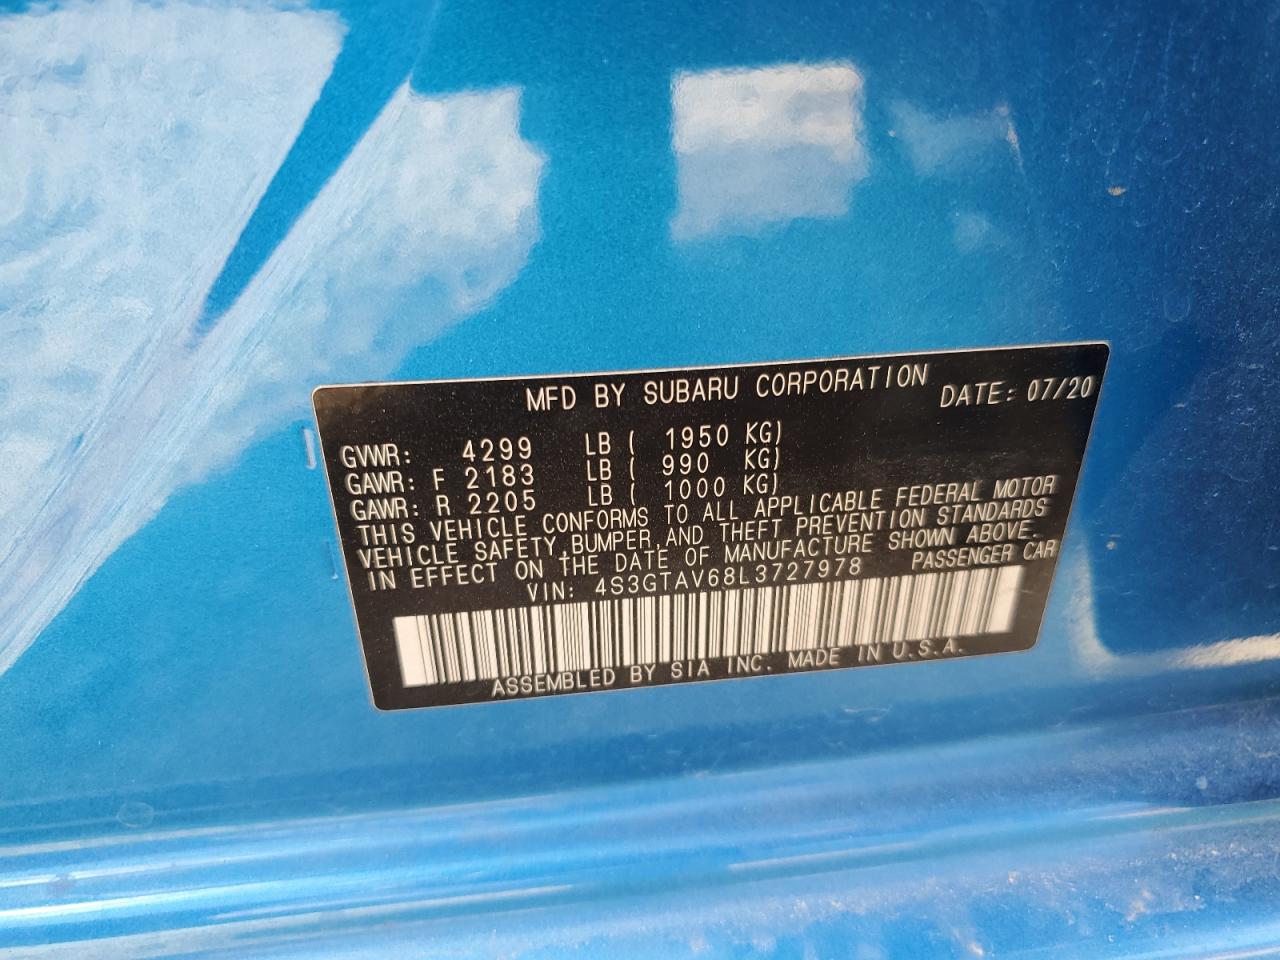 MFD BY SUBARU CORPORATION DATE: 07/20
GVWR: 4299 LB ( 1950 KG)
GAWR: F 2183 LB ( 990 KG)
GAWR: R 2205 LB ( 1000 KG)
THIS VEHICLE CONFORMS TO ALL APPLICABLE FEDERAL MOTOR
VEHICLE SAFETY, BUMPER, AND THEFT PREVENTION STANDARDS
IN EFFECT ON THE DATE OF MANUFACTURE SHOWN ABOVE.
VIN: 4S3GTAV68L3727978 PASSENGER CAR
ASSEMBLED BY SIA INC. MADE IN U.S.A.